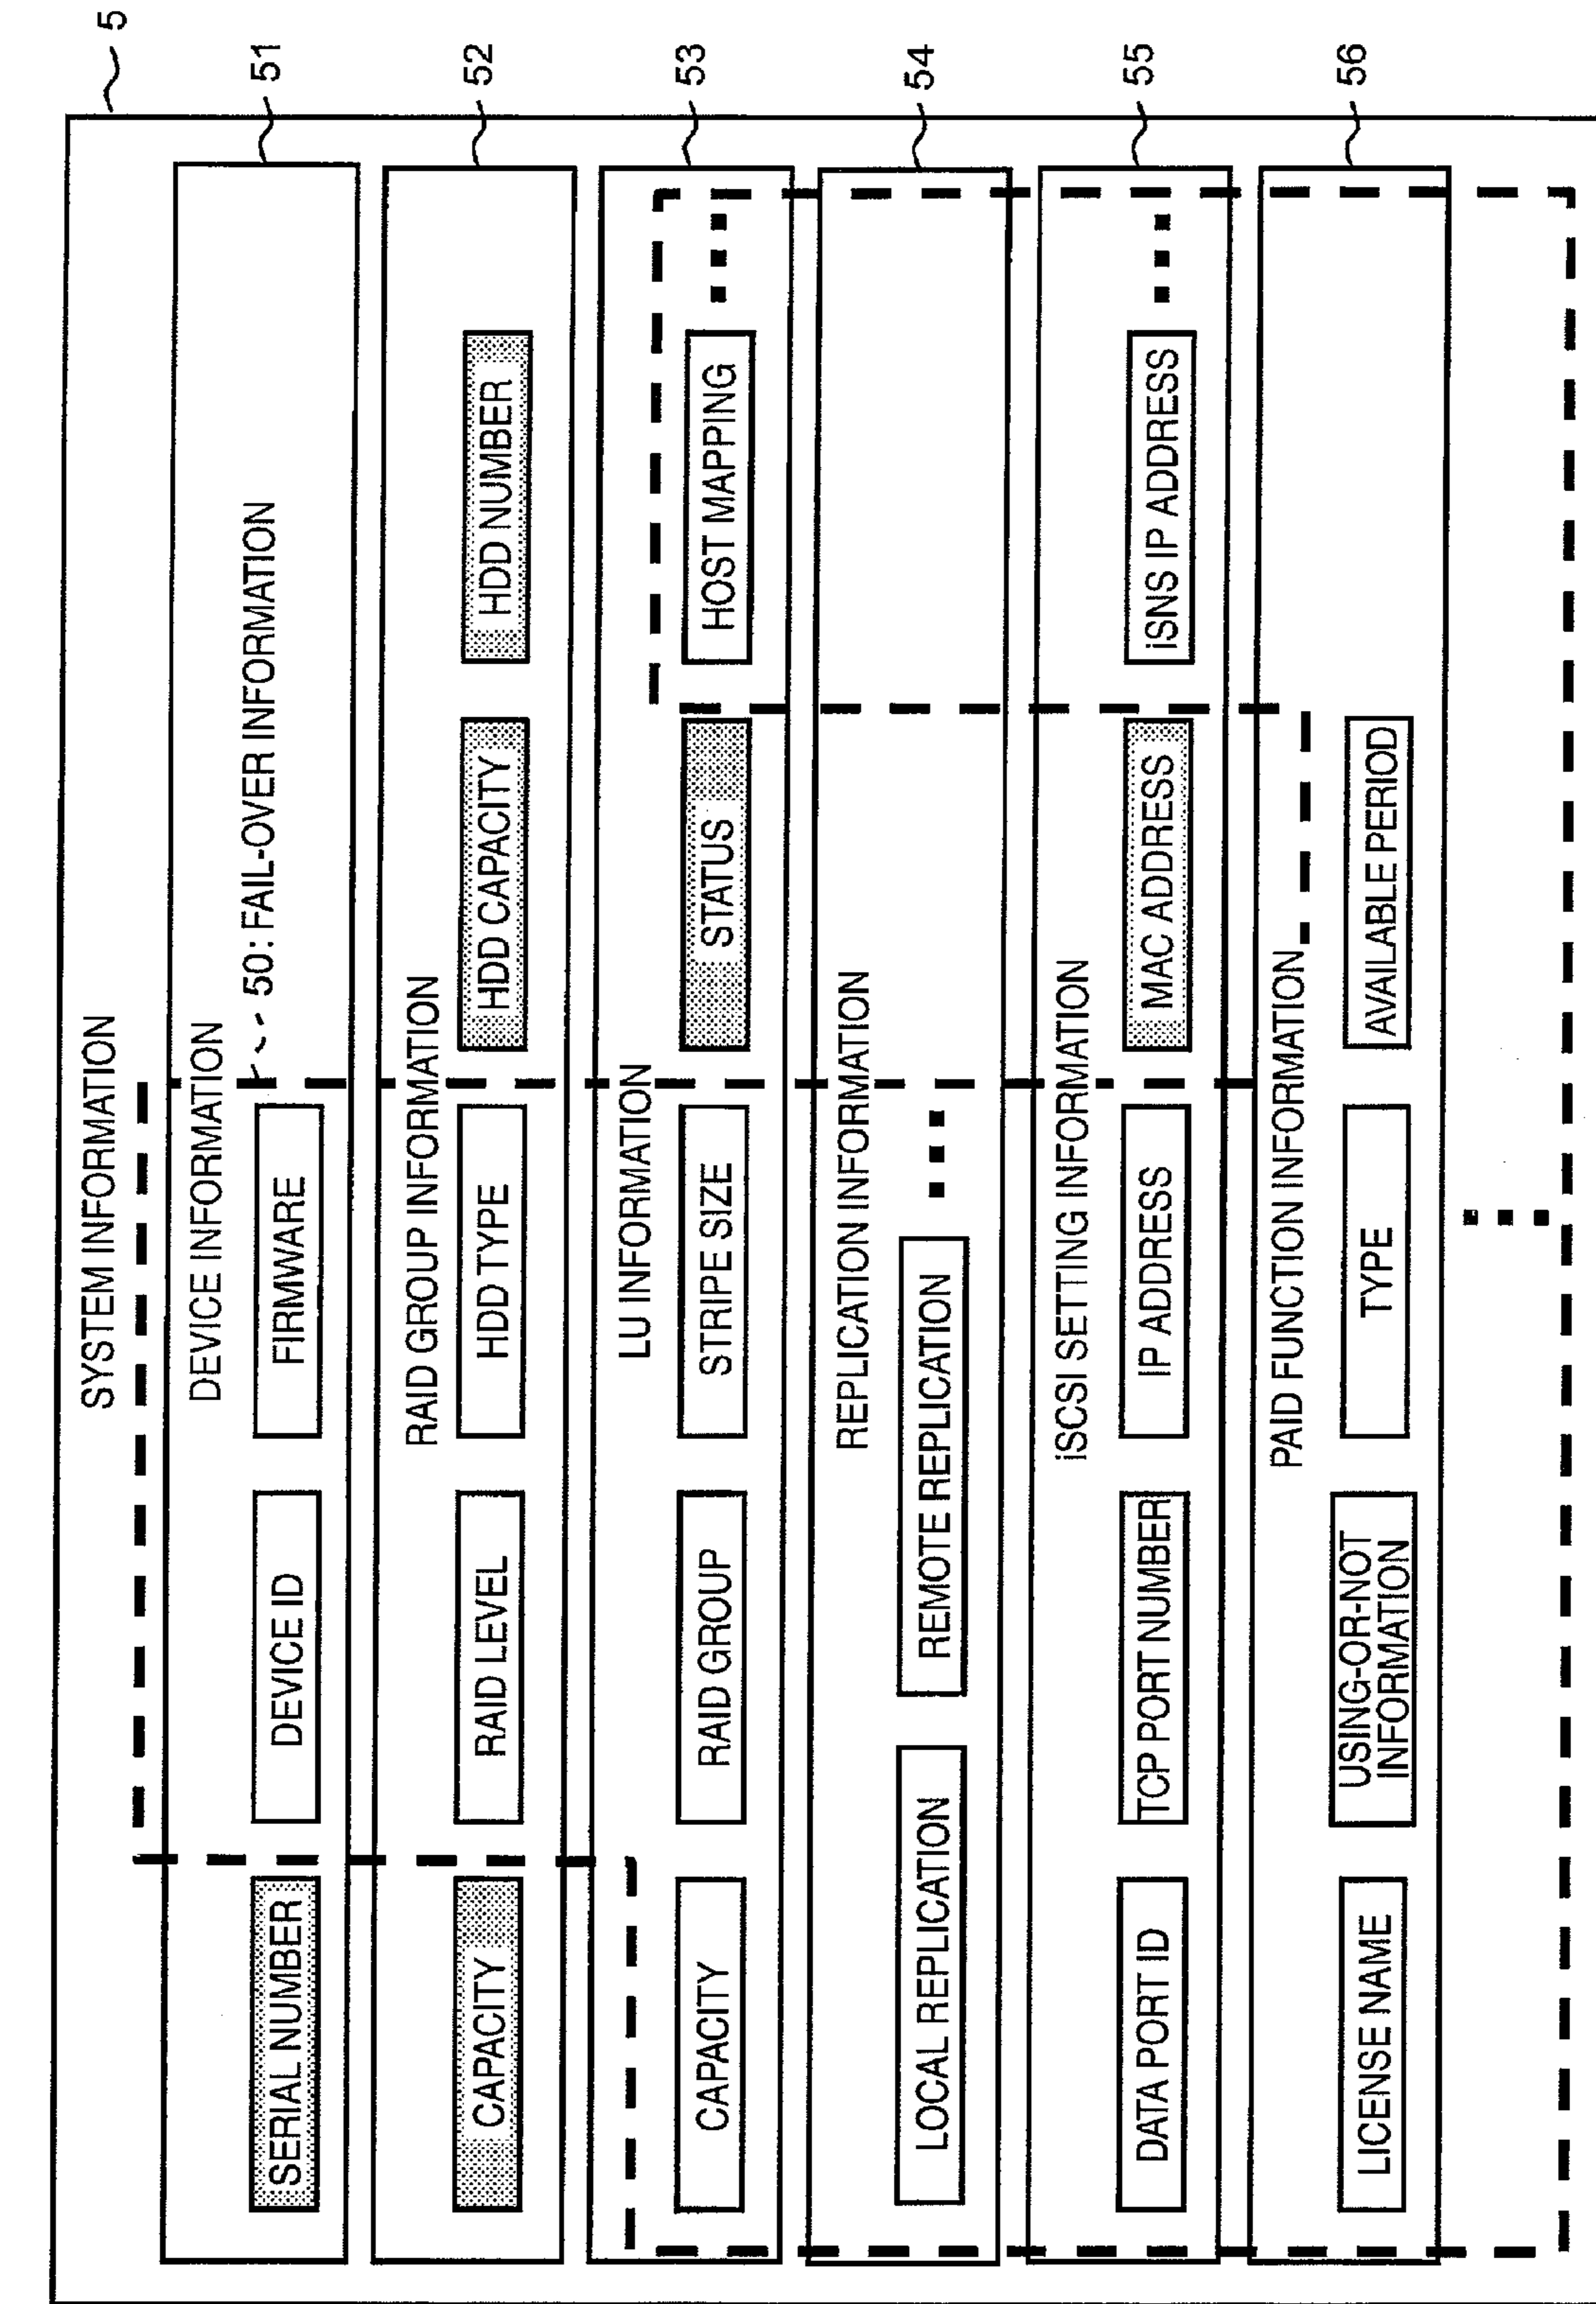 5
SYSTEM INFORMATION
51
DEVICE INFORMATION
50: FAIL-OVER INFORMATION
SERIAL NUMBER
DEVICE ID
FIRMWARE
52
RAID GROUP INFORMATION
CAPACITY
RAID LEVEL
HDD TYPE
HDD CAPACITY
HDD NUMBER
53
LU INFORMATION
CAPACITY
RAID GROUP
STRIPE SIZE
STATUS
HOST MAPPING
54
REPLICATION INFORMATION
LOCAL REPLICATION
REMOTE REPLICATION
55
iSCSI SETTING INFORMATION
DATA PORT ID
TCP PORT NUMBER
IP ADDRESS
MAC ADDRESS
iSNS IP ADDRESS
56
PAID FUNCTION INFORMATION
LICENSE NAME
USING-OR-NOT
INFORMATION
TYPE
AVAILABLE PERIOD